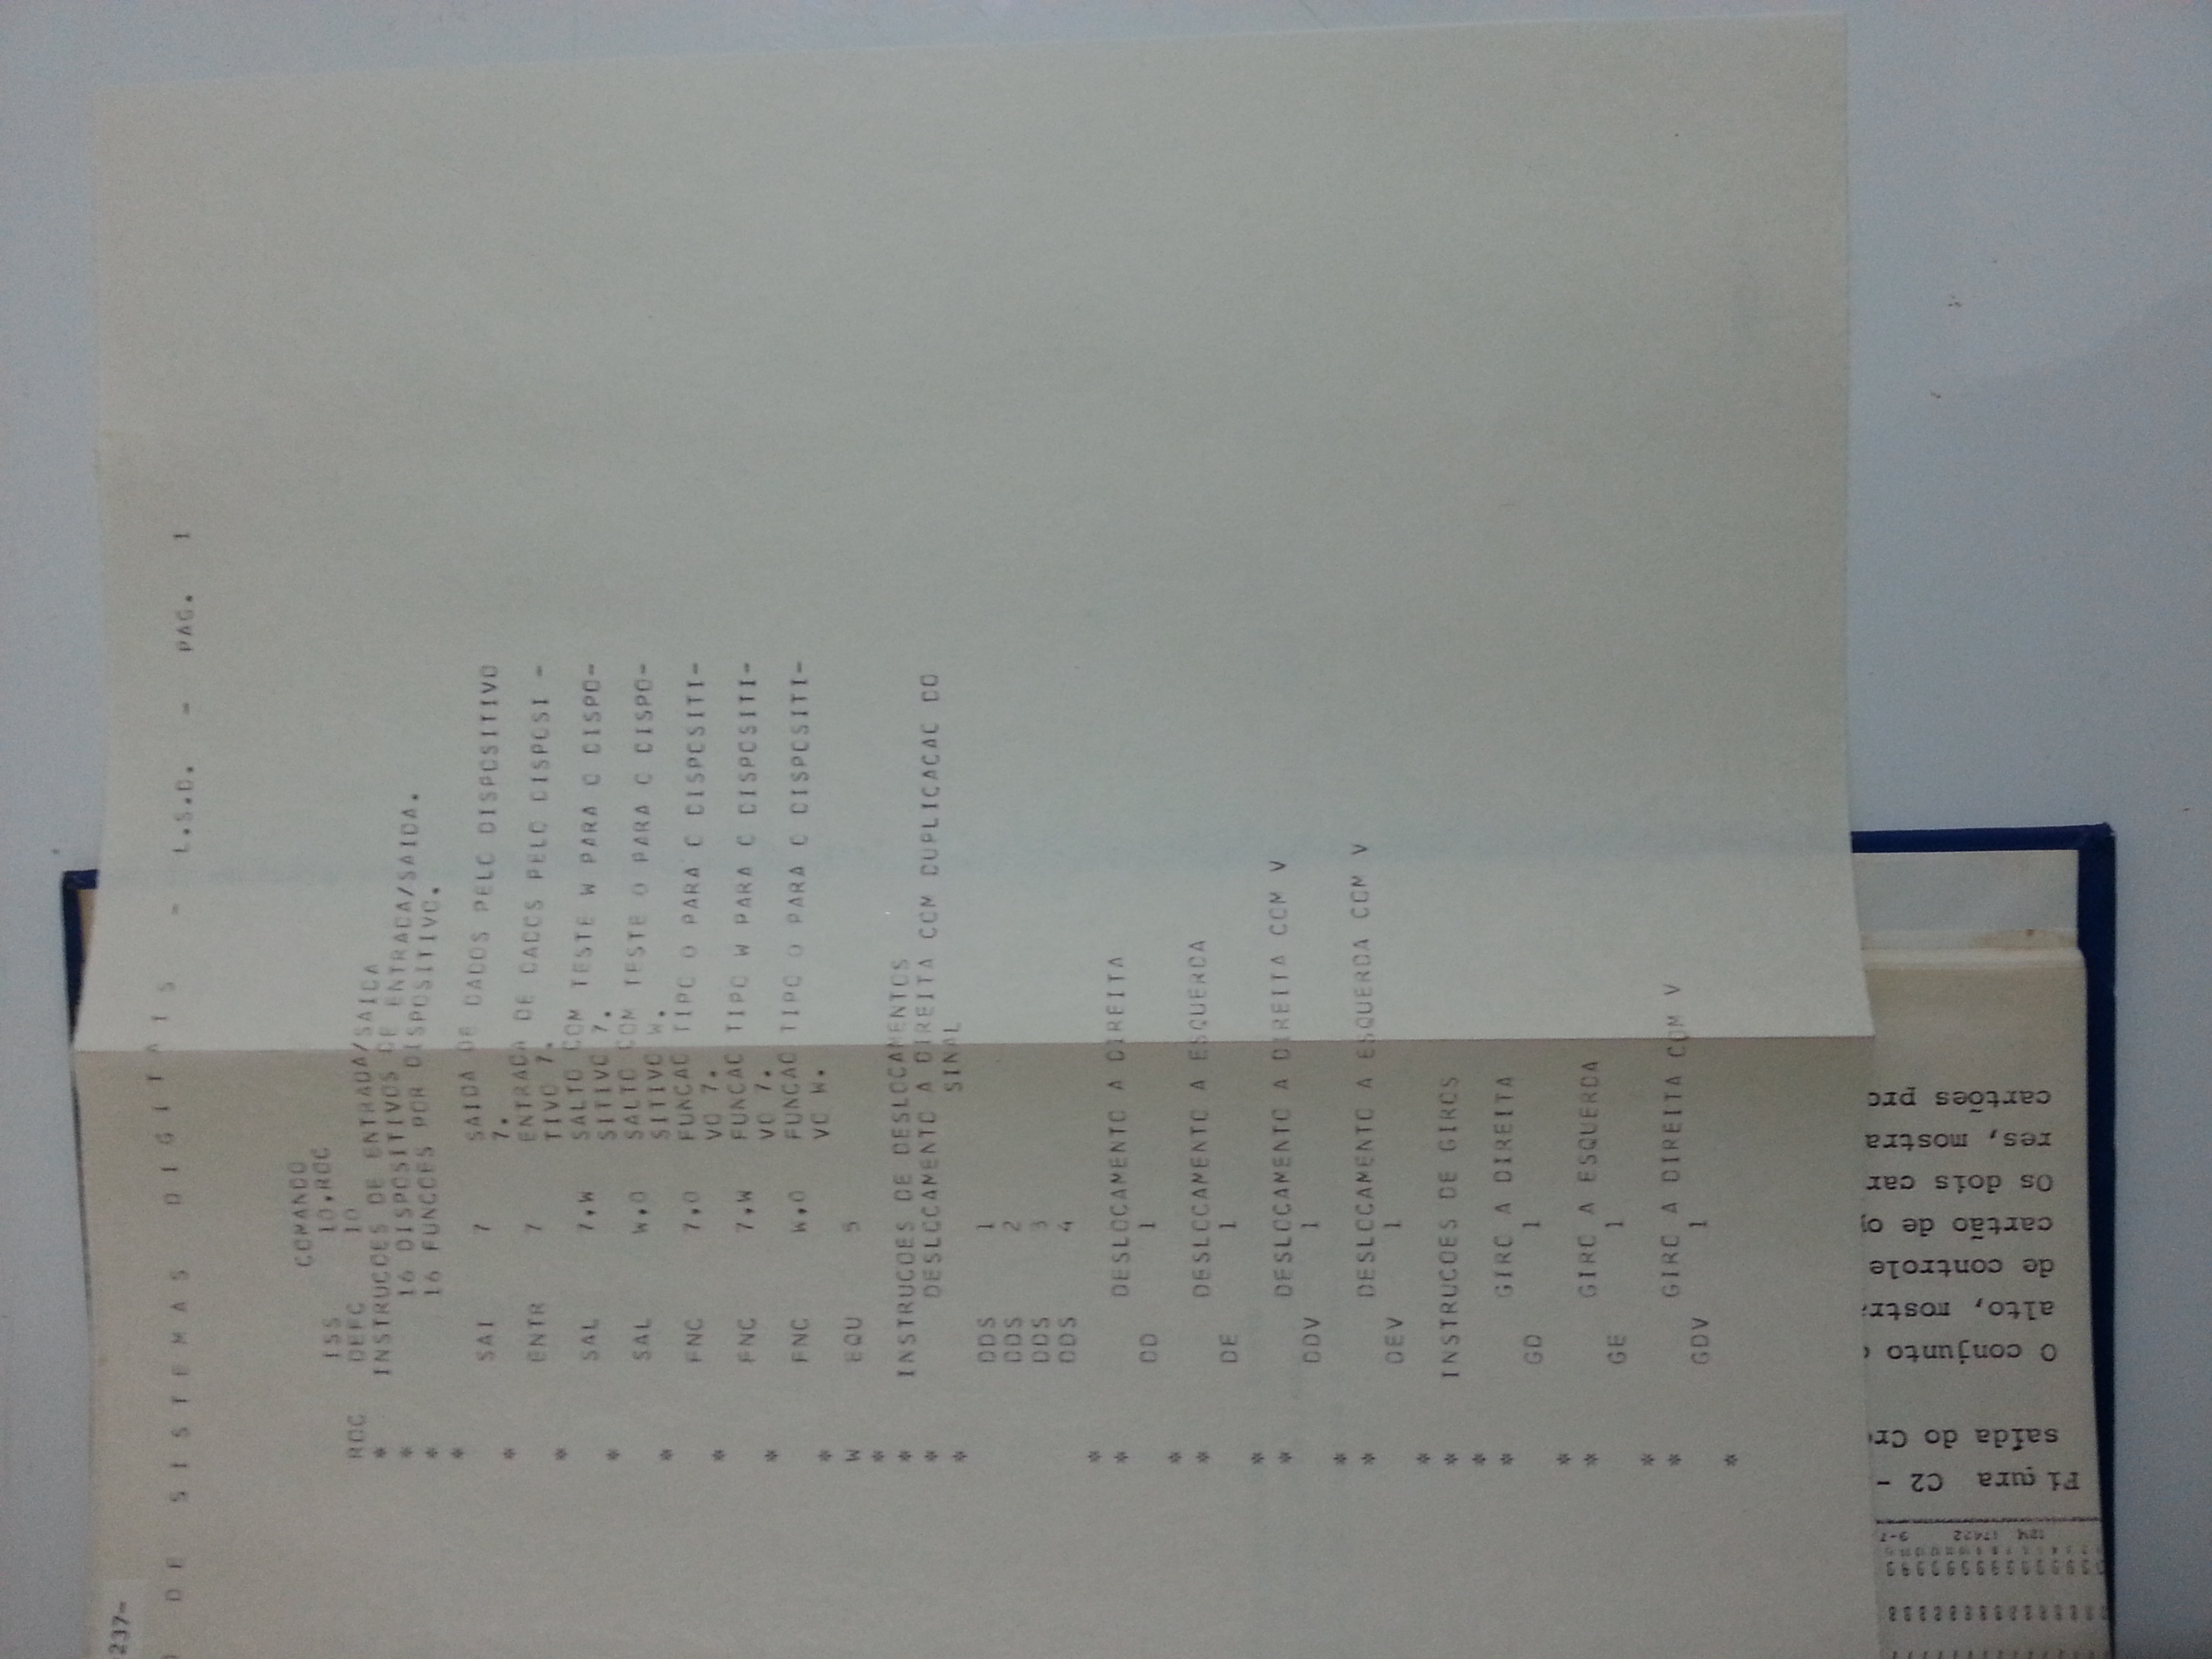 237-
O   D E   S I S T E M A S   D I G I T A I S   -   L.S.D.   -   PAG.   1
COMANDO
ISS 10,ROC
ROC DEFC 10
* INSTRUCOES DE ENTRADA/SAIDA
* 16 DISPOSITIVOS DE ENTRADA/SAIDA.
* 16 FUNCOES POR DISPOSITIVO.
*
SAI 7 SAIDA DE DADOS PELO DISPOSITIVO
* 7.
ENTR 7 ENTRADA DE DADOS PELO DISPOSI -
* TIVO 7.
SAL 7,W SALTO COM TESTE W PARA O DISPO-
* SITIVO 7.
SAL W,0 SALTO COM TESTE 0 PARA O DISPO-
* SITIVO W.
FNC 7,0 FUNCAO TIPO 0 PARA O DISPOSITI-
* VO 7.
FNC 7,W FUNCAO TIPO W PARA O DISPOSITI-
* VO 7.
FNC W,0 FUNCAO TIPO 0 PARA O DISPOSITI-
* VO W.
W EQU 5
*
* INSTRUCOES DE DESLOCAMENTOS
* DESLOCAMENTO A DIREITA COM DUPLICACAO DO
* SINAL
DDS 1
DDS 2
DDS 3
DDS 4
*
* DESLOCAMENTO A DIREITA
DD 1
*
* DESLOCAMENTO A ESQUERDA
DE 1
*
* DESLOCAMENTO A DIREITA COM V
DDV 1
*
* DESLOCAMENTO A ESQUERDA COM V
DEV 1
*
* INSTRUCOES DE GIROS
*
* GIRO A DIREITA
GD 1
*
* GIRO A ESQUERDA
GE 1
*
* GIRO A DIREITA COM V
GDV 1
*
Figura C2 -
saída do
O conjunto
alto,
de controle
cartão de
Os dois
res, mostra
cartões